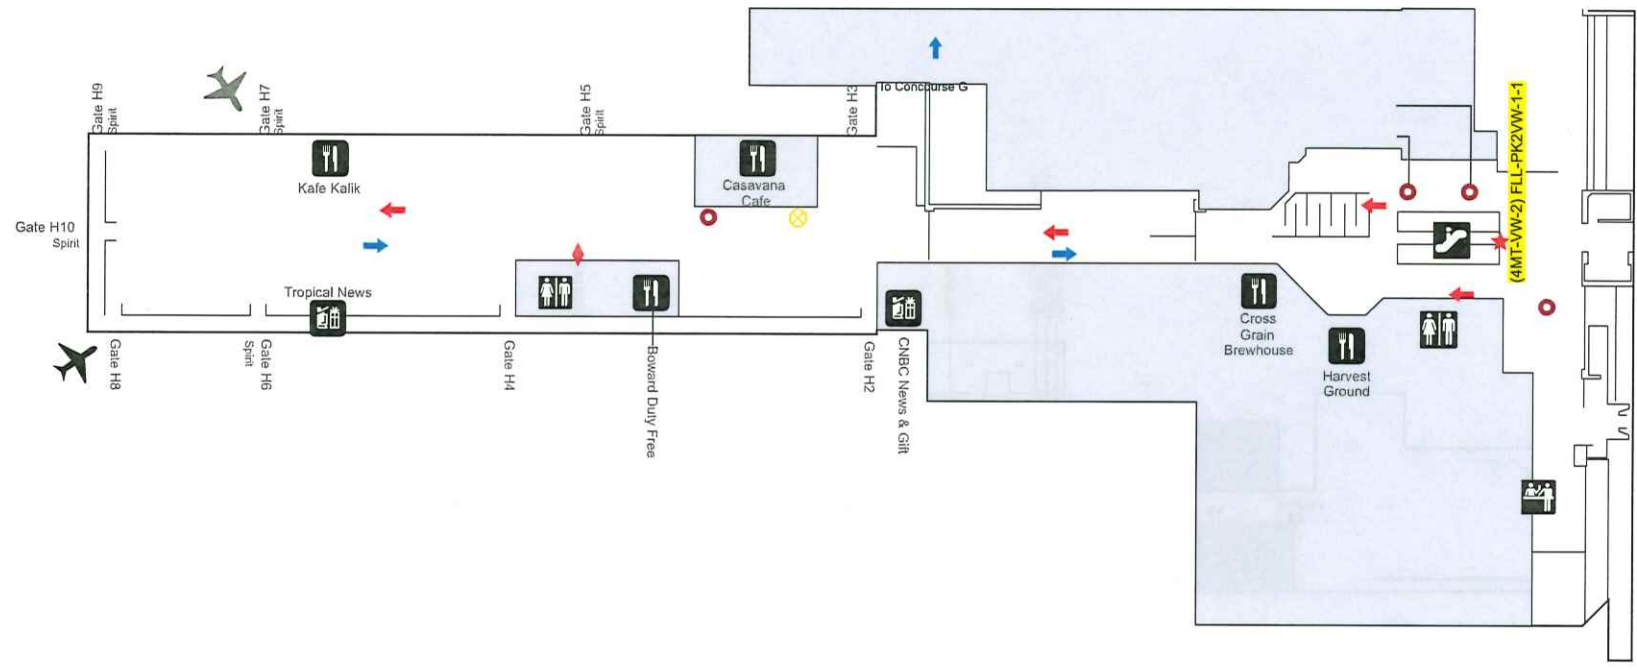 To Concourse G
Gate H9
Spirit
Gate H7
Spirit
Gate H5
Spirit
Gate H3
(4MT-VW-2) FLL-PK2VW-1-1
Kafe Kalik
Casavana
Cafe
Gate H10
Spirit
Tropical News
Cross
Grain
Brewhouse
Harvest
Ground
Gate H8
Spirit
Gate H6
Gate H4
Boward Duty Free
Gate H2
CNBC News & Gift